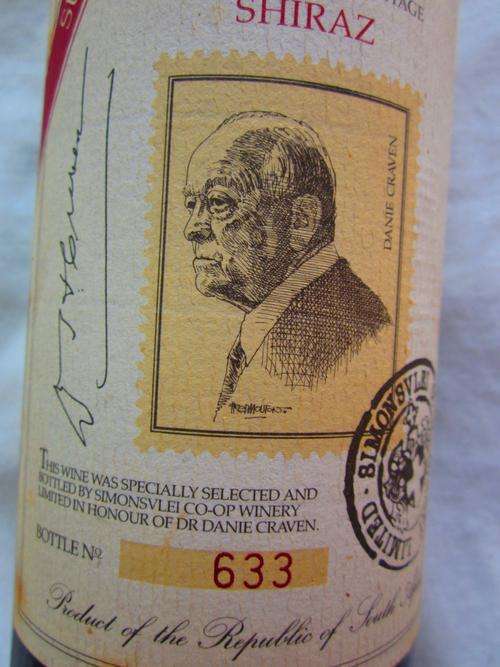 SHIRAZ
DANIE CRAVEN
THIS WINE WAS SPECIALLY SELECTED AND
BOTTLED BY SIMONSVLEI CO-OP WINERY
LIMITED IN HONOUR OF DR DANIE CRAVEN.
SIMONSVLEI
LIMITED
BOTTLE Nº
633
Product of the Republic of South